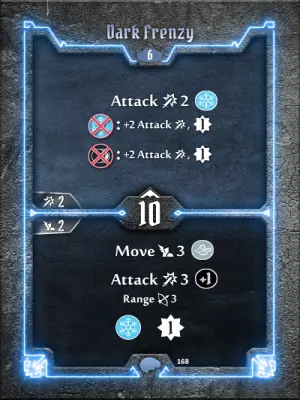 Dark Frenzy
6
Attack 2
: +2 Attack , 1
: +2 Attack , 1
2
10
2
Move 3
Attack 3 +1
Range 3
1
168